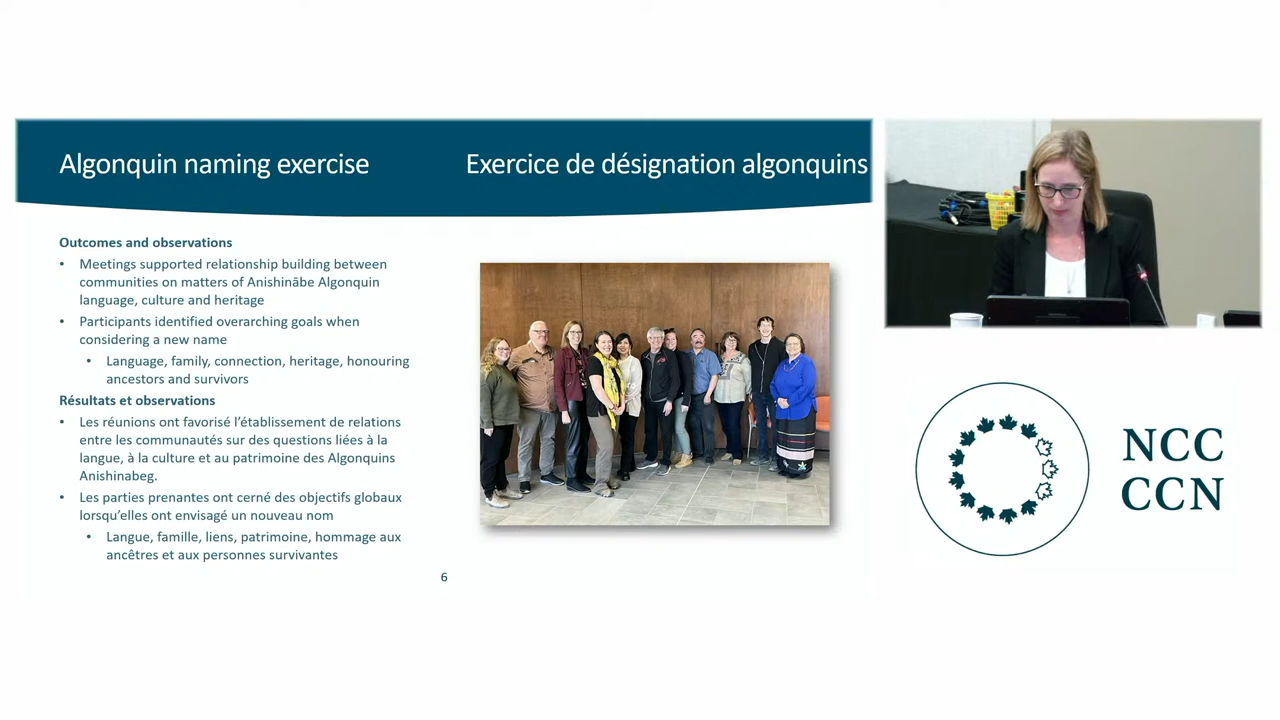 Algonquin naming exercise
Exercice de désignation algonquins
Outcomes and observations
• Meetings supported relationship building between
communities on matters of Anishinābe Algonquin
language, culture and heritage
• Participants identified overarching goals when
considering a new name
• Language, family, connection, heritage, honouring
ancestors and survivors
Résultats et observations
• Les réunions ont favorisé l’établissement de relations
entre les communautés sur des questions liées à la
langue, à la culture et au patrimoine des Algonquins
Anishinabeg.
• Les parties prenantes ont cerné des objectifs globaux
lorsqu’elles ont envisagé un nouveau nom
• Langue, famille, liens, patrimoine, hommage aux
ancêtres et aux personnes survivantes
6
NCC
CCN